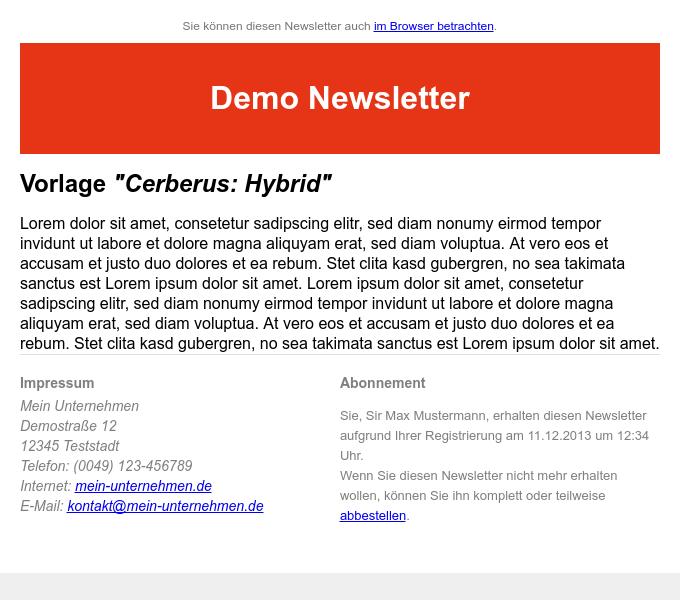 Sie können diesen Newsletter auch im Browser betrachten.
Demo Newsletter
Vorlage "Cerberus: Hybrid"
Lorem dolor sit amet, consetetur sadipscing elitr, sed diam nonumy eirmod tempor
invidunt ut labore et dolore magna aliquyam erat, sed diam voluptua. At vero eos et
accusam et justo duo dolores et ea rebum. Stet clita kasd gubergren, no sea takimata
sanctus est Lorem ipsum dolor sit amet. Lorem ipsum dolor sit amet, consetetur
sadipscing elitr, sed diam nonumy eirmod tempor invidunt ut labore et dolore magna
aliquyam erat, sed diam voluptua. At vero eos et accusam et justo duo dolores et ea
rebum. Stet clita kasd gubergren, no sea takimata sanctus est Lorem ipsum dolor sit amet.
Impressum
Mein Unternehmen
Demostraße 12
12345 Teststadt
Telefon: (0049) 123-456789
Internet: mein-unternehmen.de
E-Mail: kontakt@mein-unternehmen.de
Abonnement
Sie, Sir Max Mustermann, erhalten diesen Newsletter
aufgrund Ihrer Registrierung am 11.12.2013 um 12:34
Uhr.
Wenn Sie diesen Newsletter nicht mehr erhalten
wollen, können Sie ihn komplett oder teilweise
abbestellen.